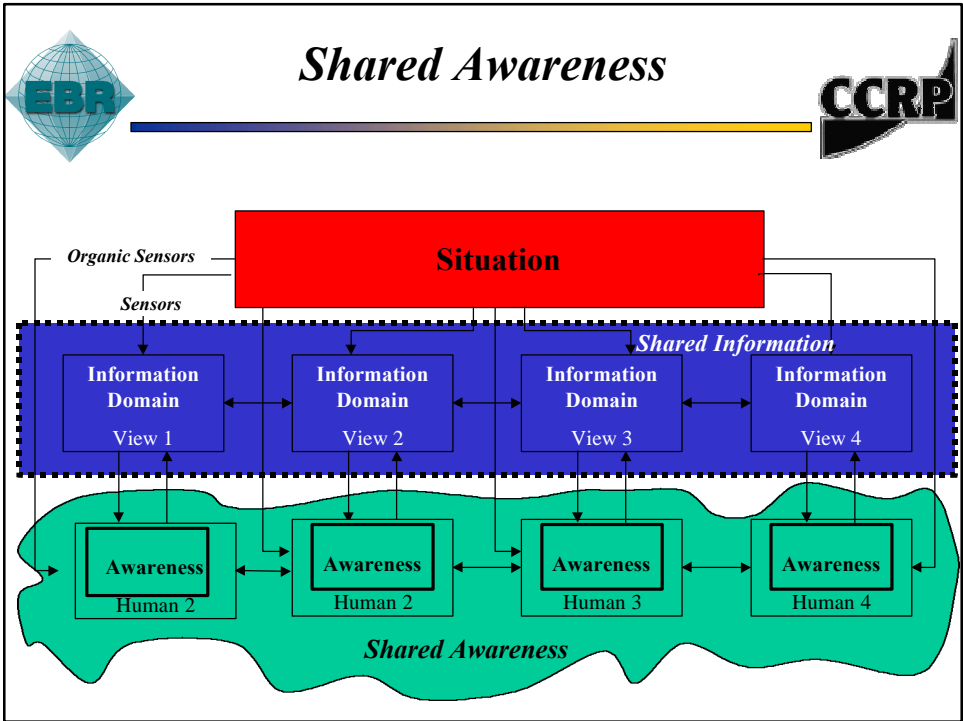 EBR
Shared Awareness
CCRP
Organic Sensors
Situation
Sensors
Shared Information
Information
Domain
View 1
Information
Domain
View 2
Information
Domain
View 3
Information
Domain
View 4
Awareness
Human 2
Awareness
Human 2
Awareness
Human 3
Awareness
Human 4
Shared Awareness